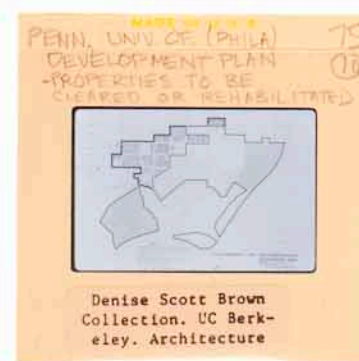 MADE IN U.S.A.
PENN. UNIV. OF (PHILA) 75
DEVELOPMENT PLAN
-PROPERTIES TO BE
CLEARED OR REHABILITATED
Denise Scott Brown
Collection. UC Berk-
eley. Architecture